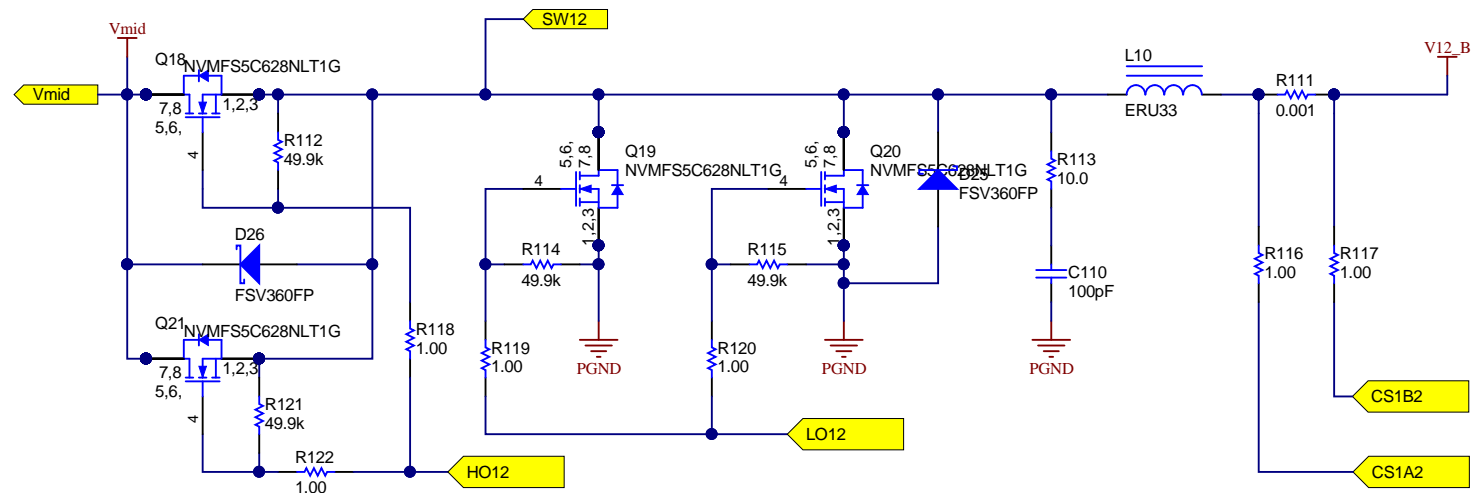 SW12
Vmid
Vmid
Q18
NVMFS5C628NLT1G
7,8
5,6,
1,2,3
4
R112
49.9k
D26
FSV360FP
Q21
NVMFS5C628NLT1G
7,8
5,6,
1,2,3
4
R121
49.9k
R122
1.00
R118
1.00
HO12
5,6,
7,8
Q19
NVMFS5C628NLT1G
4
1,2,3
R114
49.9k
R119
1.00
PGND
5,6,
7,8
Q20
NVMFS5C628NLT1G
4
1,2,3
R115
49.9k
R120
1.00
PGND
LO12
D25
FSV360FP
R113
10.0
C110
100pF
PGND
L10
ERU33
R111
0.001
V12_B
R116
1.00
R117
1.00
CS1B2
CS1A2